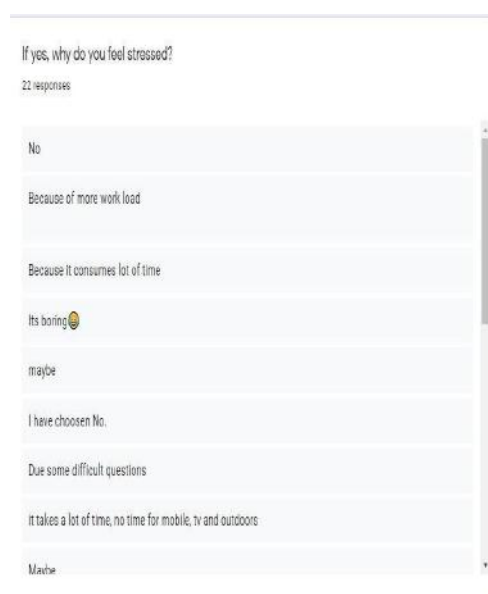 If yes, why do you feel stressed?
22 responses
No
Because of more work load
Because it consumes lot of time
Its boring😄
maybe
I have choosen No.
Due some difficult questions
it takes a lot of time, no time for mobile, tv and outdoors
Maybe